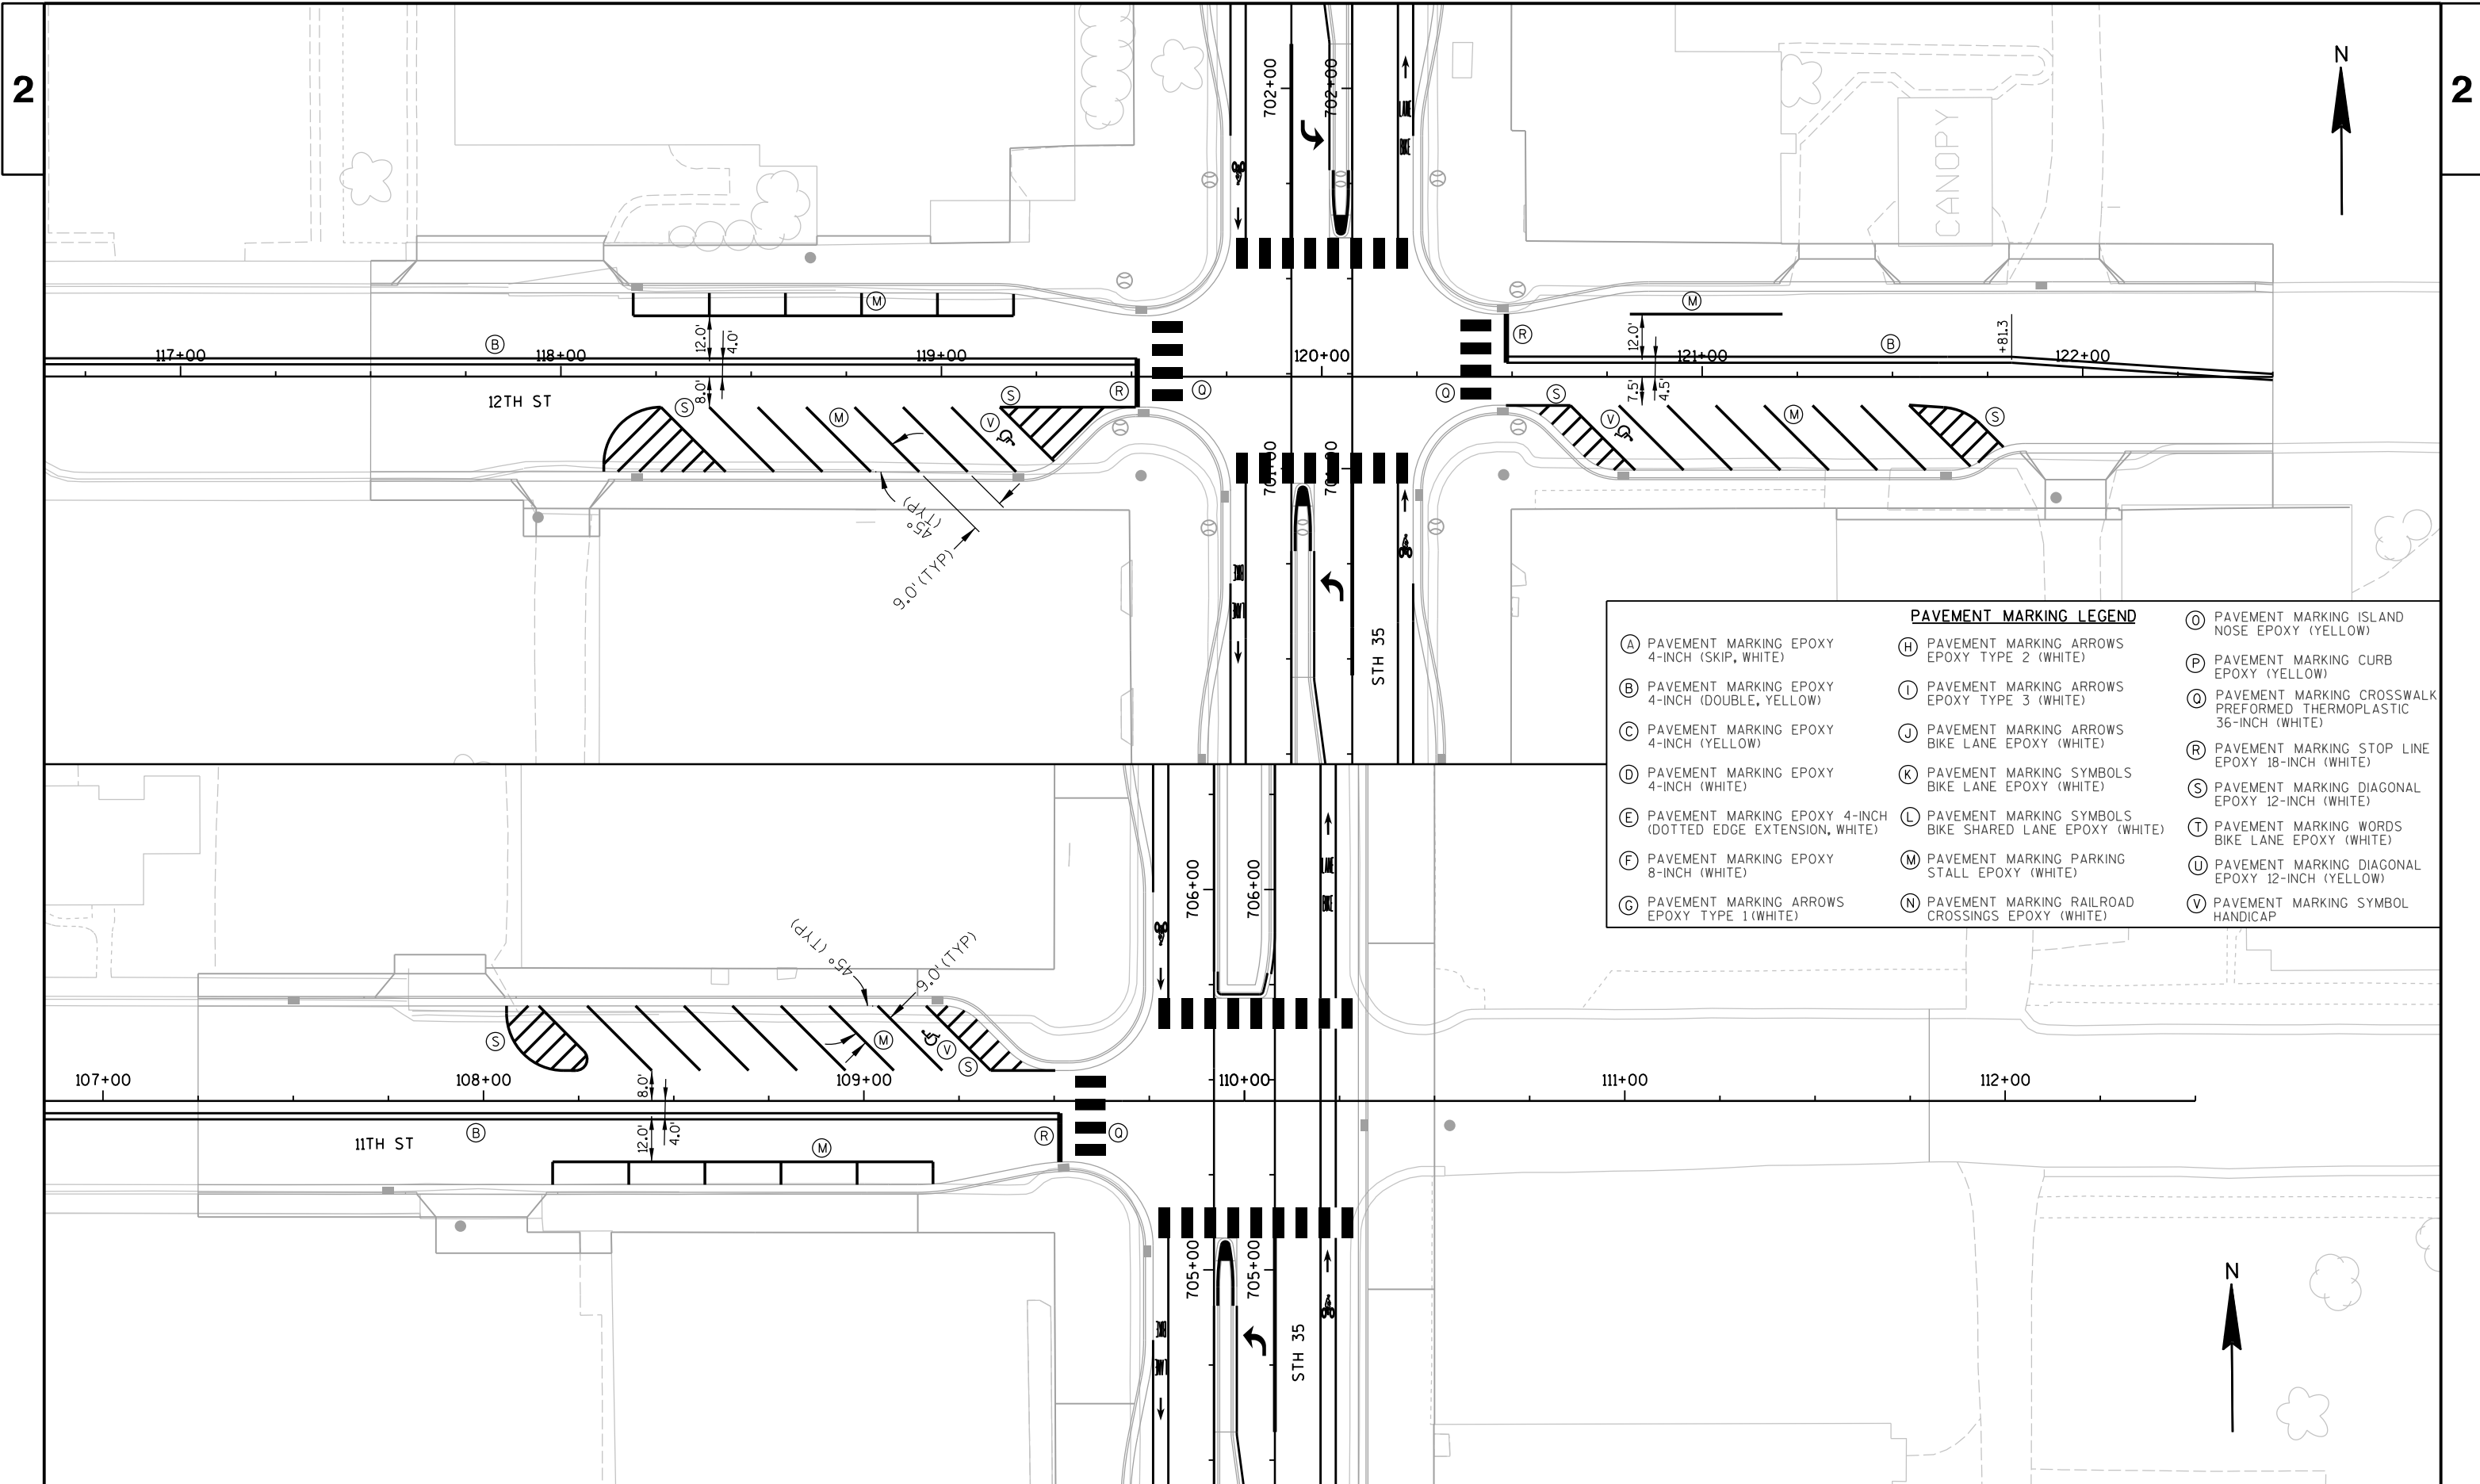 2
2
702+00
702+00
LANE
BIKE
N
CANOPY
M
M
B
12.0'
4.0'
R
12.0'
B
+81.3
117+00
118+00
119+00
120+00
121+00
122+00
12TH ST
8.0'
S
M
V
S
R
Q
Q
S
V
7.5'
4.5'
M
S
701+00
701+00
45°
(TYP)
9.0' (TYP)
STH 35
PAVEMENT MARKING LEGEND
A PAVEMENT MARKING EPOXY
4-INCH (SKIP, WHITE)
B PAVEMENT MARKING EPOXY
4-INCH (DOUBLE, YELLOW)
C PAVEMENT MARKING EPOXY
4-INCH (YELLOW)
D PAVEMENT MARKING EPOXY
4-INCH (WHITE)
E PAVEMENT MARKING EPOXY 4-INCH
(DOTTED EDGE EXTENSION, WHITE)
F PAVEMENT MARKING EPOXY
8-INCH (WHITE)
G PAVEMENT MARKING ARROWS
EPOXY TYPE 1 (WHITE)
H PAVEMENT MARKING ARROWS
EPOXY TYPE 2 (WHITE)
I PAVEMENT MARKING ARROWS
EPOXY TYPE 3 (WHITE)
J PAVEMENT MARKING ARROWS
BIKE LANE EPOXY (WHITE)
K PAVEMENT MARKING SYMBOLS
BIKE LANE EPOXY (WHITE)
L PAVEMENT MARKING SYMBOLS
BIKE SHARED LANE EPOXY (WHITE)
M PAVEMENT MARKING PARKING
STALL EPOXY (WHITE)
N PAVEMENT MARKING RAILROAD
CROSSINGS EPOXY (WHITE)
O PAVEMENT MARKING ISLAND
NOSE EPOXY (YELLOW)
P PAVEMENT MARKING CURB
EPOXY (YELLOW)
Q PAVEMENT MARKING CROSSWALK
PREFORMED THERMOPLASTIC
36-INCH (WHITE)
R PAVEMENT MARKING STOP LINE
EPOXY 18-INCH (WHITE)
S PAVEMENT MARKING DIAGONAL
EPOXY 12-INCH (WHITE)
T PAVEMENT MARKING WORDS
BIKE LANE EPOXY (WHITE)
U PAVEMENT MARKING DIAGONAL
EPOXY 12-INCH (YELLOW)
V PAVEMENT MARKING SYMBOL
HANDICAP
706+00
706+00
LANE
BIKE
45° (TYP)
9.0' (TYP)
S
M
V
S
107+00
108+00
109+00
110+00
111+00
112+00
8.0'
12.0'
4.0'
11TH ST
B
M
R
Q
705+00
705+00
STH 35
N